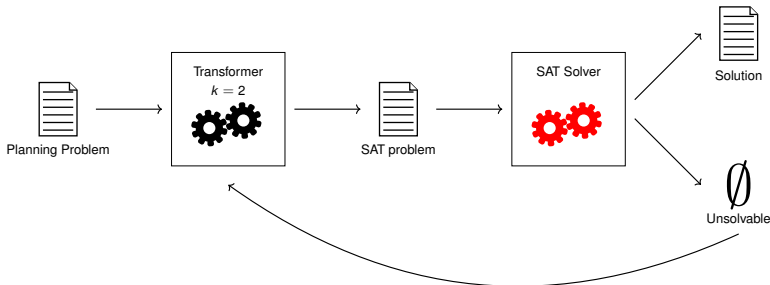 Planning Problem
Transformer
k = 2
SAT problem
SAT Solver
Solution
∅
Unsolvable